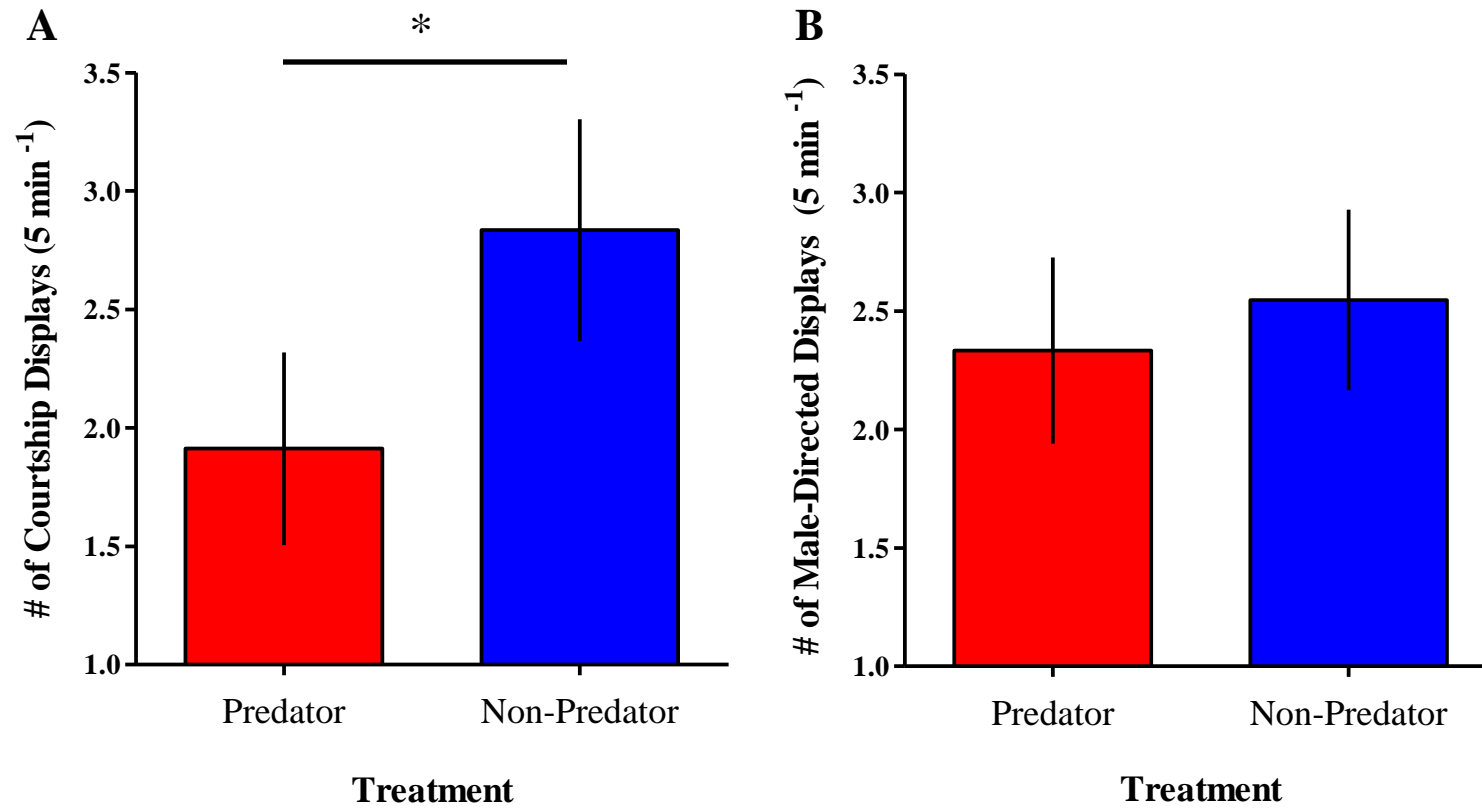 A
*
# of Courtship Displays (5 min -1)
3.5
3.0
2.5
2.0
1.5
1.0
Predator
Non-Predator
Treatment
B
# of Male-Directed Displays (5 min -1)
3.5
3.0
2.5
2.0
1.5
1.0
Predator
Non-Predator
Treatment